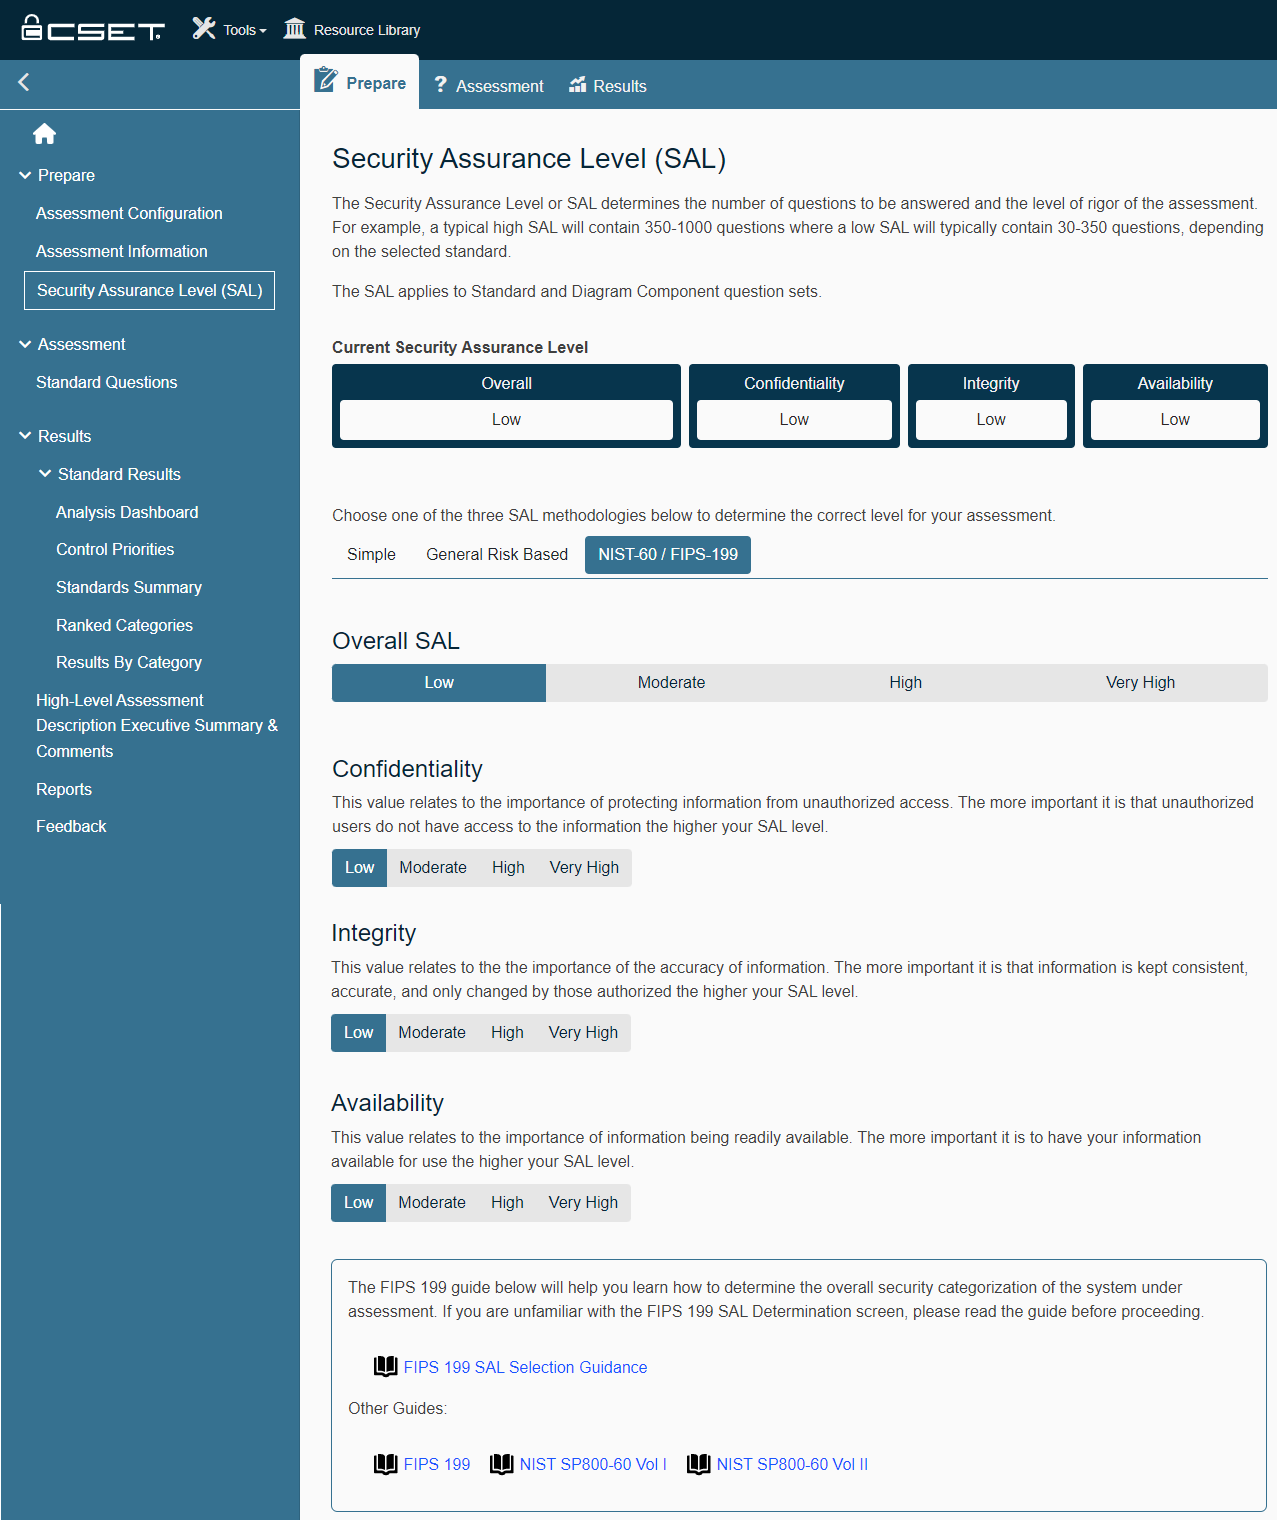 CSET
Tools
Resource Library
Prepare
Assessment
Results
Prepare
Assessment Configuration
Assessment Information
Security Assurance Level (SAL)
Assessment
Standard Questions
Results
Standard Results
Analysis Dashboard
Control Priorities
Standards Summary
Ranked Categories
Results By Category
High-Level Assessment
Description Executive Summary &
Comments
Reports
Feedback
Security Assurance Level (SAL)
The Security Assurance Level or SAL determines the number of questions to be answered and the level of rigor of the assessment.
For example, a typical high SAL will contain 350-1000 questions where a low SAL will typically contain 30-350 questions, depending
on the selected standard.
The SAL applies to Standard and Diagram Component question sets.
Current Security Assurance Level
Overall Confidentiality Integrity Availability
Low Low Low Low
Choose one of the three SAL methodologies below to determine the correct level for your assessment.
Simple General Risk Based NIST-60 / FIPS-199
Overall SAL
Low Moderate High Very High
Confidentiality
This value relates to the importance of protecting information from unauthorized access. The more important it is that unauthorized
users do not have access to the information the higher your SAL level.
Low Moderate High Very High
Integrity
This value relates to the the importance of the accuracy of information. The more important it is that information is kept consistent,
accurate, and only changed by those authorized the higher your SAL level.
Low Moderate High Very High
Availability
This value relates to the importance of information being readily available. The more important it is to have your information
available for use the higher your SAL level.
Low Moderate High Very High
The FIPS 199 guide below will help you learn how to determine the overall security categorization of the system under
assessment. If you are unfamiliar with the FIPS 199 SAL Determination screen, please read the guide before proceeding.
FIPS 199 SAL Selection Guidance
Other Guides:
FIPS 199 NIST SP800-60 Vol I NIST SP800-60 Vol II